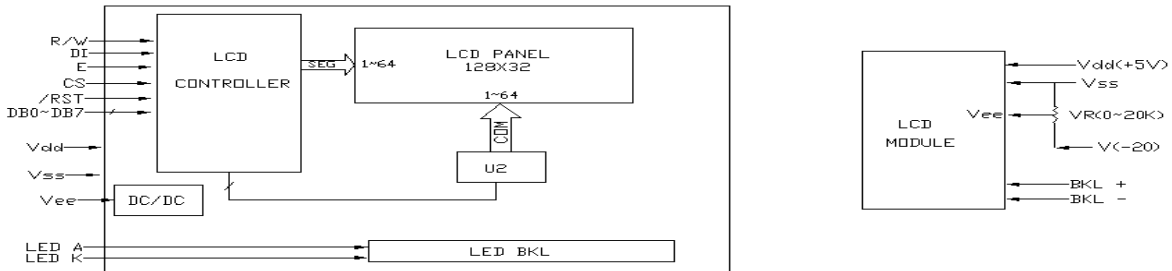 R/W
DI
E
CS
/RST
DB0~DB7
Vdd
Vss
Vee
LED A
LED K
LCD
CONTROLLER
SEG
1~64
LCD PANEL
128X32
1~64
COM
U2
DC/DC
LED BKL
LCD
MODULE
Vee
Vdd(+5V)
Vss
VR(0~20K)
V(-20)
BKL +
BKL -